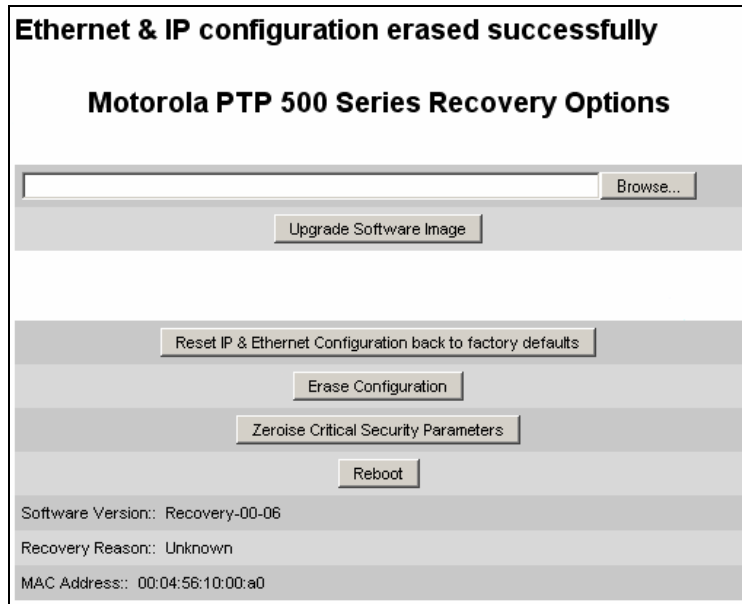 Ethernet & IP configuration erased successfully
Motorola PTP 500 Series Recovery Options
Browse...
Upgrade Software Image
Reset IP & Ethernet Configuration back to factory defaults
Erase Configuration
Zeroise Critical Security Parameters
Reboot
Software Version:: Recovery-00-06
Recovery Reason:: Unknown
MAC Address:: 00:04:56:10:00:a0